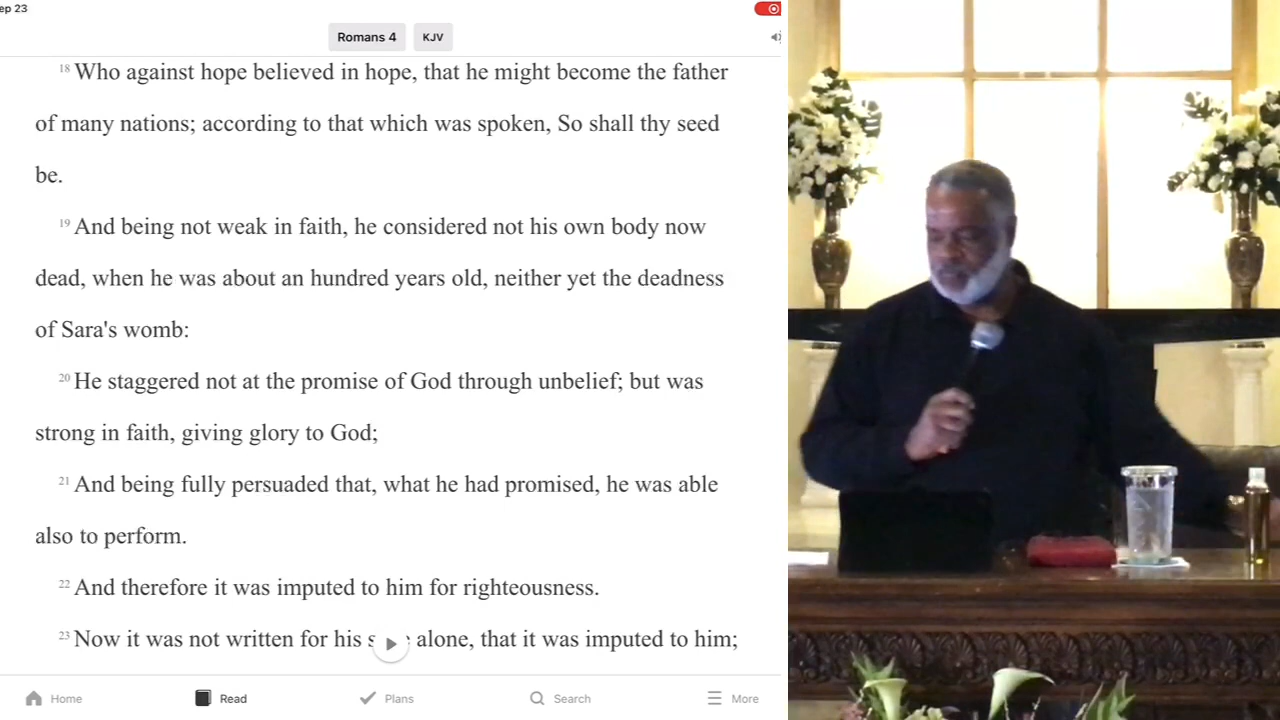 ep 23
Romans 4 KJV
18 Who against hope believed in hope, that he might become the father
of many nations; according to that which was spoken, So shall thy seed
be.
19 And being not weak in faith, he considered not his own body now
dead, when he was about an hundred years old, neither yet the deadness
of Sara's womb:
20 He staggered not at the promise of God through unbelief; but was
strong in faith, giving glory to God;
21 And being fully persuaded that, what he had promised, he was able
also to perform.
22 And therefore it was imputed to him for righteousness.
23 Now it was not written for his alone, that it was imputed to him;
Home Read Plans Search More